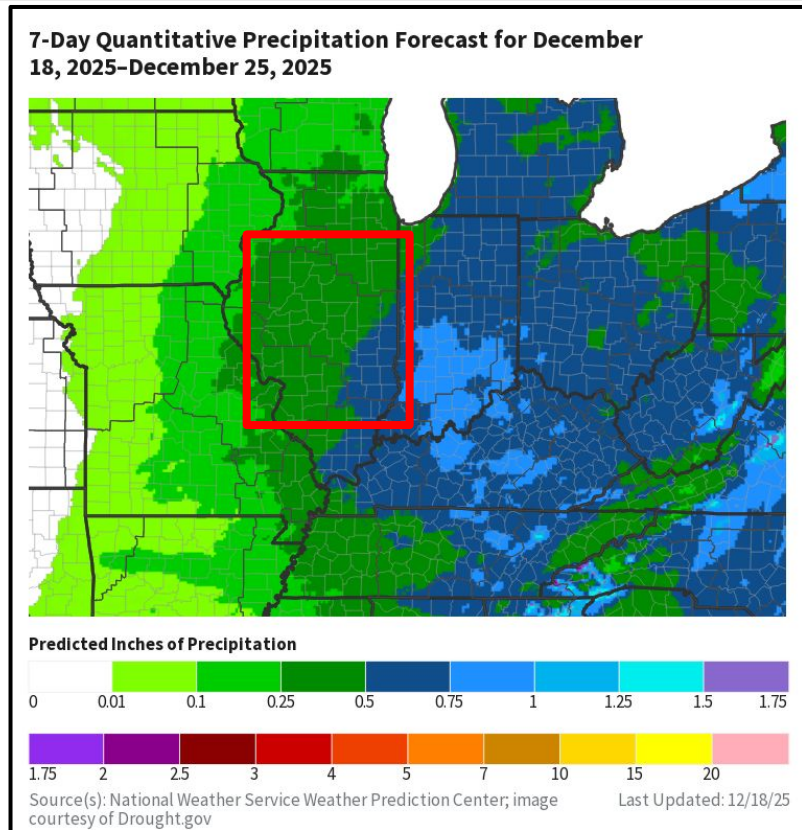 7-Day Quantitative Precipitation Forecast for December
18, 2025–December 25, 2025
Predicted Inches of Precipitation
0 0.01 0.1 0.25 0.5 0.75 1 1.25 1.5 1.75
1.75 2 2.5 3 4 5 7 10 15 20
Source(s): National Weather Service Weather Prediction Center; image
courtesy of Drought.gov
Last Updated: 12/18/25